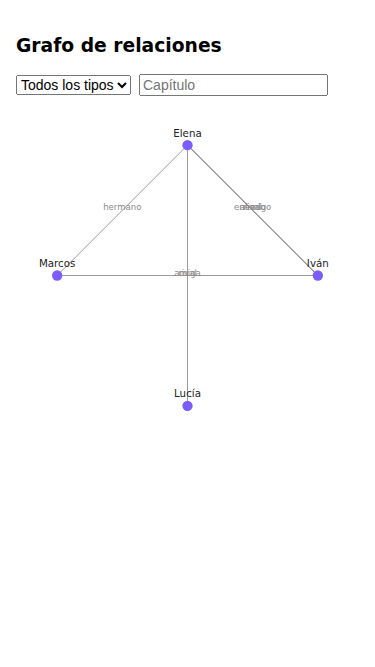 Grafo de relaciones
Todos los tipos
Capítulo
Elena
hermano
Marcos
Iván
Lucía